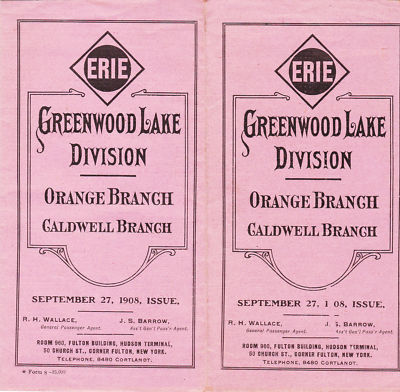 ERIE
GREENWOOD LAKE
DIVISION
ORANGE BRANCH
CALDWELL BRANCH
SEPTEMBER 27, 1908, ISSUE.
R. H. WALLACE, J. S. BARROW,
General Passenger Agent. Ass't Gen'l Pass'r Agent.
ROOM 960, FULTON BUILDING, HUDSON TERMINAL,
50 CHURCH ST., CORNER FULTON, NEW YORK.
TELEPHONE, 8480 CORTLANDT.
* Form 8
ERIE
GREENWOOD LAKE
DIVISION
ORANGE BRANCH
CALDWELL BRANCH
SEPTEMBER 27, 1 08, ISSUE.
R. H. WALLACE, J. S. BARROW,
General Passenger Agent. Ass't Gen'l Pass'r Agent.
ROOM 960, FULTON BUILDING, HUDSON TERMINAL,
50 CHURCH ST., CORNER FULTON, NEW YORK.
TELEPHONE, 8480 CORTLANDT.